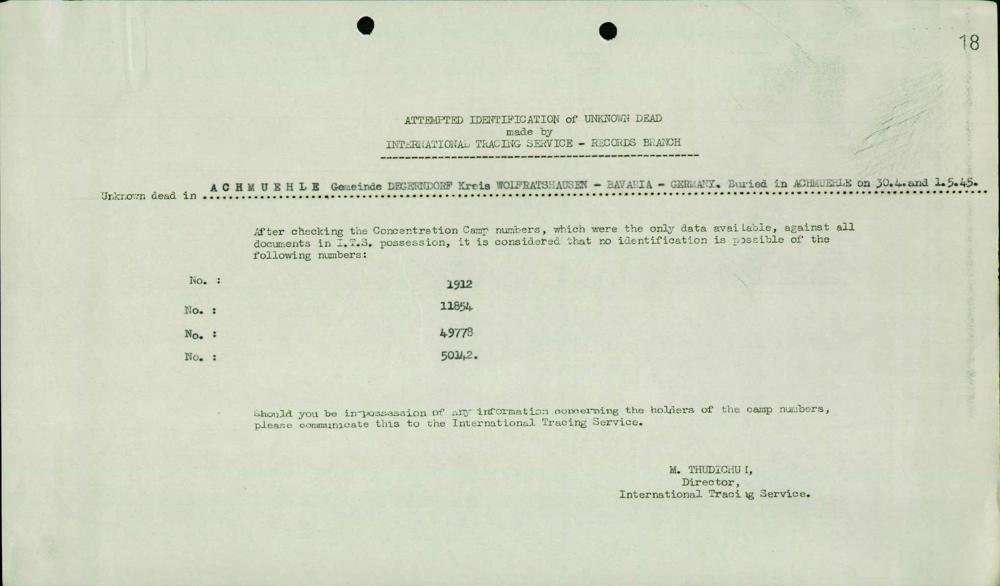 18
ATTEMPTED IDENTIFICATION of UNKNOWN DEAD
made by
INTERNATIONAL TRACING SERVICE - RECORDS BRANCH
Unknown dead in ACHMUEHLE Gemeinde DEGERNDORF Kreis WOLFRATSHAUSEN - BAVARIA - GERMANY. Buried in ACHMUEHLE on 30.4.and 1.5.45.
After checking the Concentration Camp numbers, which were the only data available, against all
documents in I.T.S. possession, it is considered that no identification is possible of the
following numbers:
No. : 1912
No. : 11854
No. : 49778
No. : 50142.
Should you be in possession of any information concerning the holders of the camp numbers,
please communicate this to the International Tracing Service.
M. THUDICHUM,
Director,
International Tracing Service.